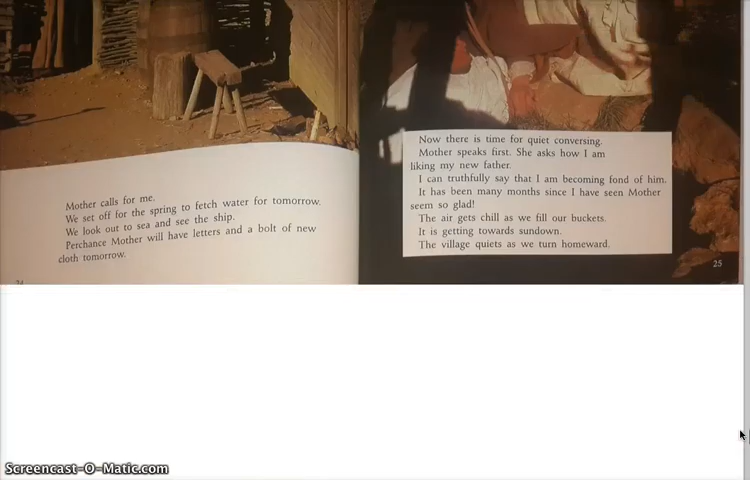 Mother calls for me.
We set off for the spring to fetch water for tomorrow.
We look out to sea and see the ship.
Perchance Mother will have letters and a bolt of new
cloth tomorrow.
24
Now there is time for quiet conversing.
Mother speaks first. She asks how I am
liking my new father.
I can truthfully say that I am becoming fond of him.
It has been many months since I have seen Mother
seem so glad!
The air gets chill as we fill our buckets.
It is getting towards sundown.
The village quiets as we turn homeward.
25
Screencast-O-Matic.com